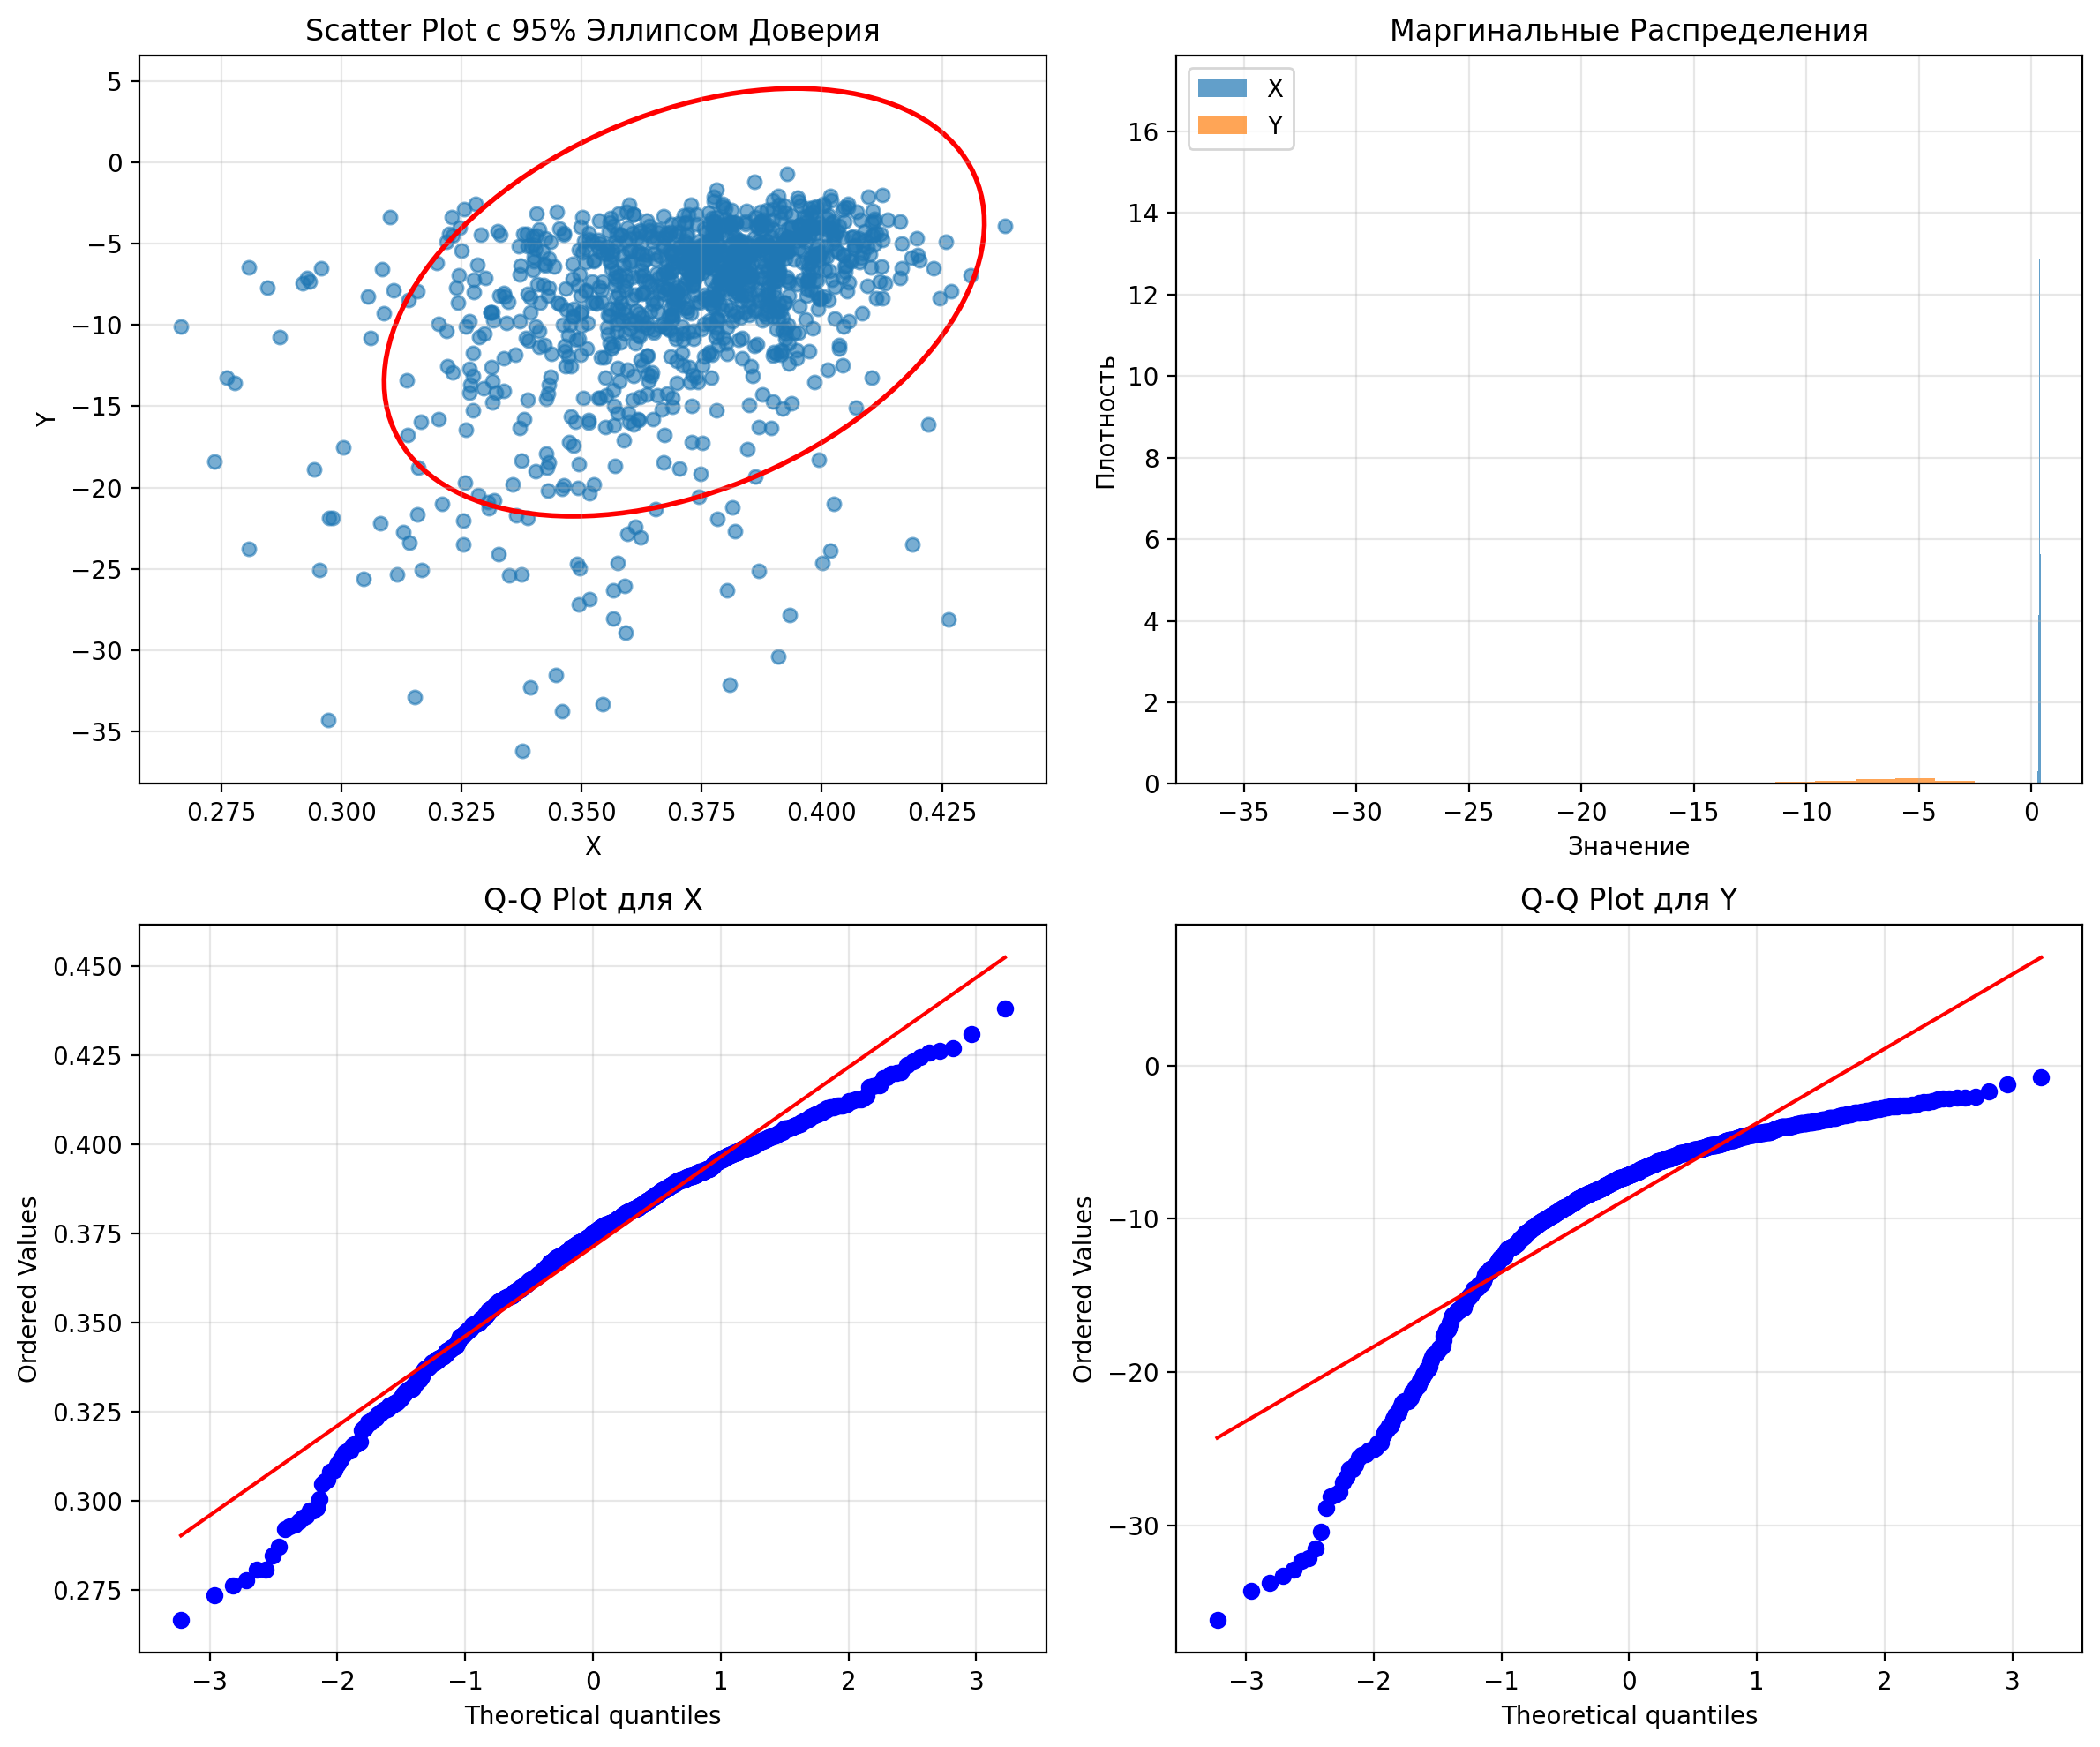 Scatter Plot с 95% Эллипсом Доверия
5
0
−5
−10
−15
−20
−25
−30
−35
Y
0.275 0.300 0.325 0.350 0.375 0.400 0.425
X
Маргинальные Распределения
X
Y
16
14
12
10
8
6
4
2
0
Плотность
−35 −30 −25 −20 −15 −10 −5 0
Значение
Q-Q Plot для X
0.450
0.425
0.400
0.375
0.350
0.325
0.300
0.275
Ordered Values
−3 −2 −1 0 1 2 3
Theoretical quantiles
Q-Q Plot для Y
0
−10
−20
−30
Ordered Values
−3 −2 −1 0 1 2 3
Theoretical quantiles